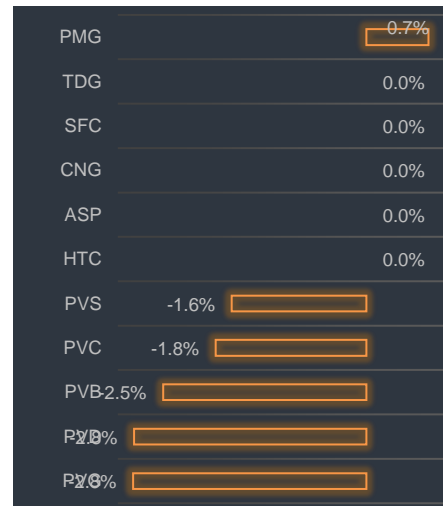 PMG 0.7%
TDG 0.0%
SFC 0.0%
CNG 0.0%
ASP 0.0%
HTC 0.0%
PVS -1.6%
PVC -1.8%
PVB -2.5%
PVD